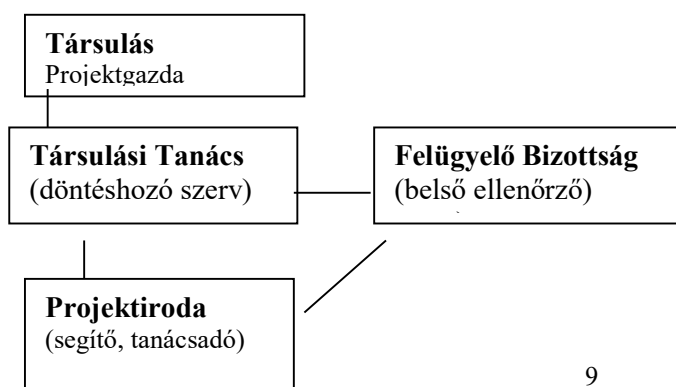 Társulás
Projektgazda
Társulási Tanács
(döntéshozó szerv)
Felügyelő Bizottság
(belső ellenőrző)
Projektiroda
(segítő, tanácsadó)
9